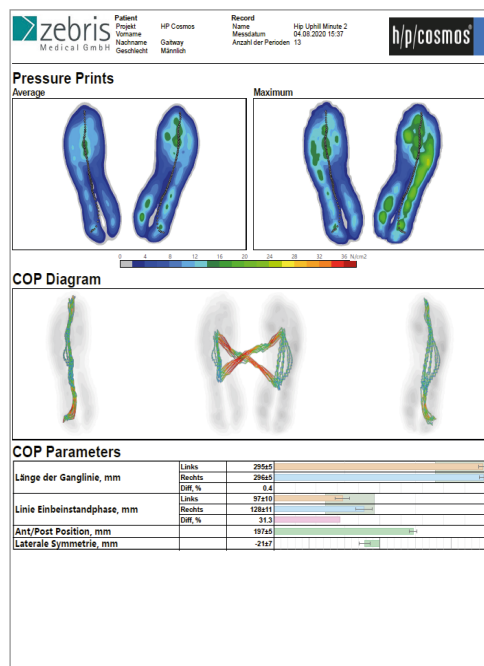 zebris
Medical GmbH
Patient
Projekt HP Cosmos
Vorname
Nachname Gaitway
Geschlecht Männlich
Record
Name Hip Uphill Minute 2
Messdatum 04.08.2020 15:37
Anzahl der Perioden 13
h/p/cosmos
Pressure Prints
Average
Maximum
0 4 8 12 16 20 24 28 32 36 N/cm2
COP Diagram
COP Parameters
Länge der Ganglinie, mm
Links 295±5
Rechts 296±5
Diff, % 0.4
Linie Einbeinstandphase, mm
Links 97±10
Rechts 128±11
Diff, % 31.3
Ant/Post Position, mm 197±5
Laterale Symmetrie, mm -21±7